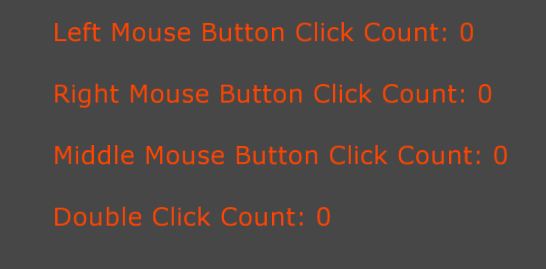 Left Mouse Button Click Count: 0
Right Mouse Button Click Count: 0
Middle Mouse Button Click Count: 0
Double Click Count: 0